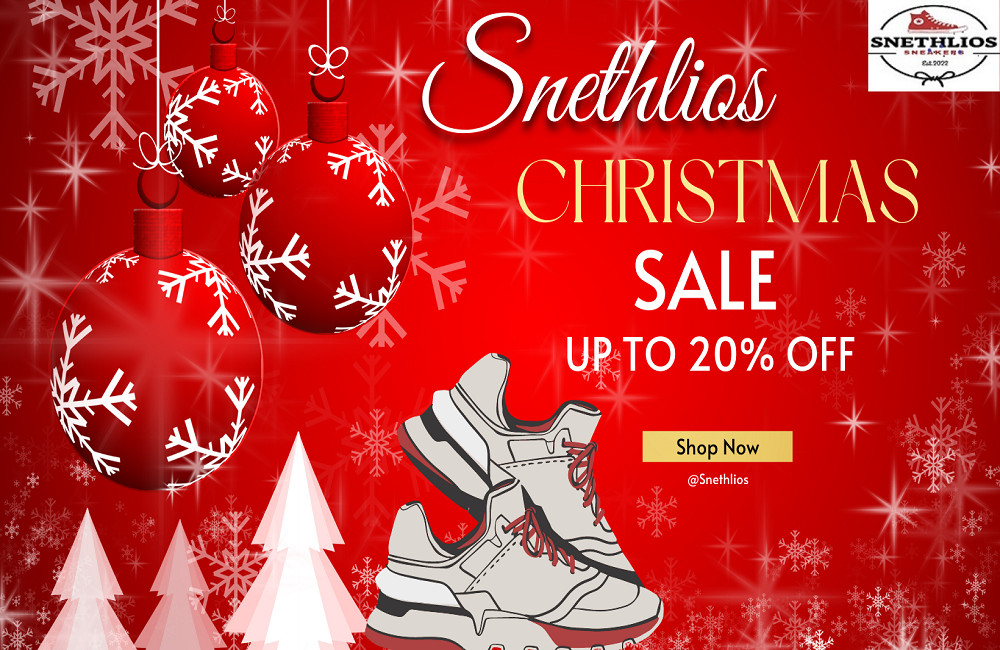 Snethlios
SNETHLIOS
SNEAKERS
Est.2022
CHRISTMAS
SALE
UP TO 20% OFF
Shop Now
@Snethlios